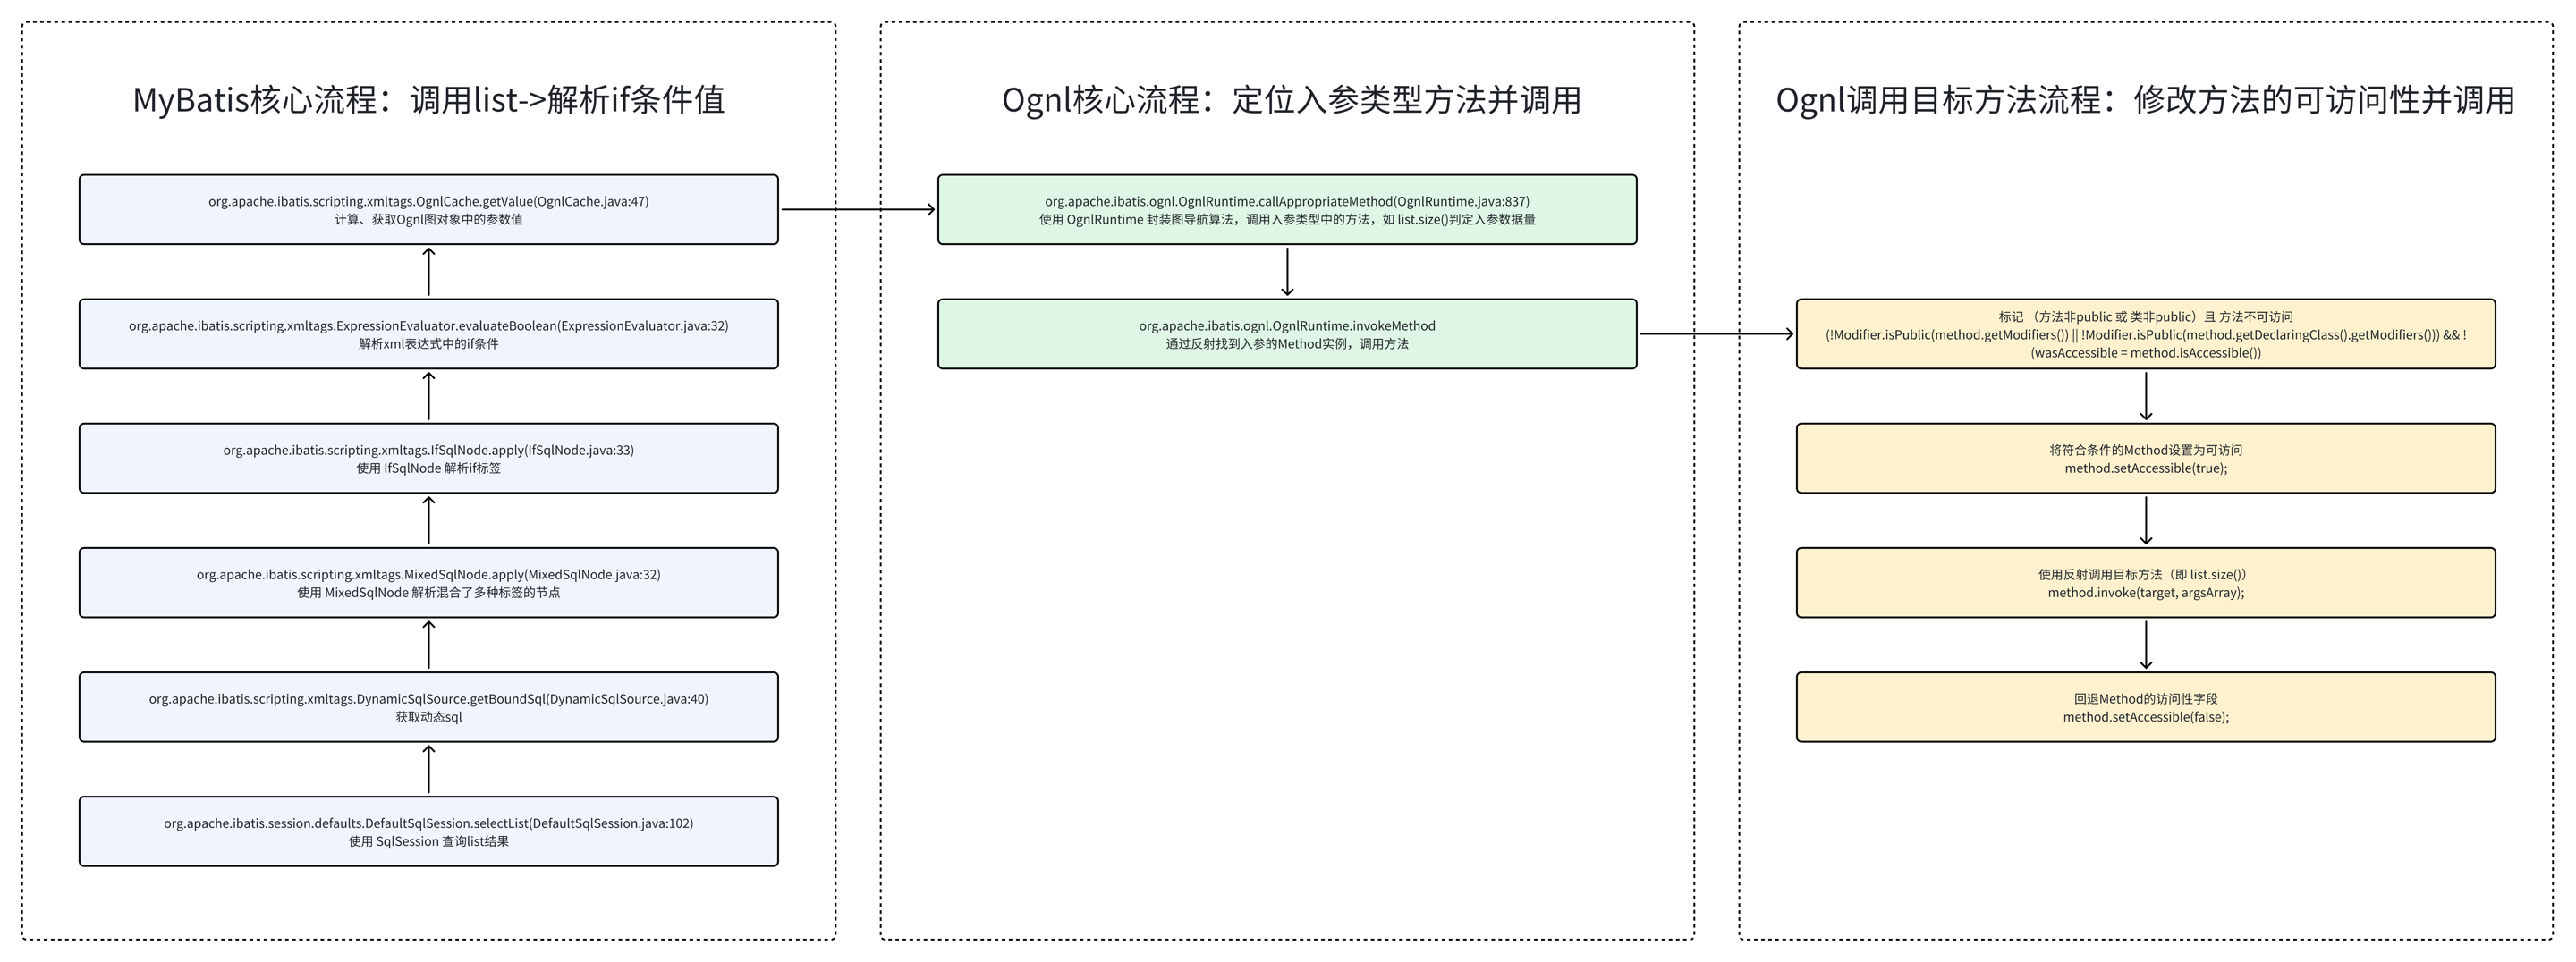 MyBatis核心流程：调用list->解析if条件值
org.apache.ibatis.scripting.xmltags.OgnlCache.getValue(OgnlCache.java:47)
计算、获取Ognl图对象中的参数值
org.apache.ibatis.scripting.xmltags.ExpressionEvaluator.evaluateBoolean(ExpressionEvaluator.java:32)
解析xml表达式中的if条件
org.apache.ibatis.scripting.xmltags.IfSqlNode.apply(IfSqlNode.java:33)
使用 IfSqlNode 解析if标签
org.apache.ibatis.scripting.xmltags.MixedSqlNode.apply(MixedSqlNode.java:32)
使用 MixedSqlNode 解析混合了多种标签的节点
org.apache.ibatis.scripting.xmltags.DynamicSqlSource.getBoundSql(DynamicSqlSource.java:40)
获取动态sql
org.apache.ibatis.session.defaults.DefaultSqlSession.selectList(DefaultSqlSession.java:102)
使用 SqlSession 查询list结果
Ognl核心流程：定位入参类型方法并调用
org.apache.ibatis.ognl.OgnlRuntime.callAppropriateMethod(OgnlRuntime.java:837)
使用 OgnlRuntime 封装图导航算法，调用入参类型中的方法，如 list.size()判定入参数据量
org.apache.ibatis.ognl.OgnlRuntime.invokeMethod
通过反射找到入参的Method实例，调用方法
Ognl调用目标方法流程：修改方法的可访问性并调用
标记 （方法非public 或 类非public）且 方法不可访问
(!Modifier.isPublic(method.getModifiers()) || !Modifier.isPublic(method.getDeclaringClass().getModifiers())) && !
(wasAccessible = method.isAccessible())
将符合条件的Method设置为可访问
method.setAccessible(true);
使用反射调用目标方法（即 list.size()）
method.invoke(target, argsArray);
回退Method的访问性字段
method.setAccessible(false);